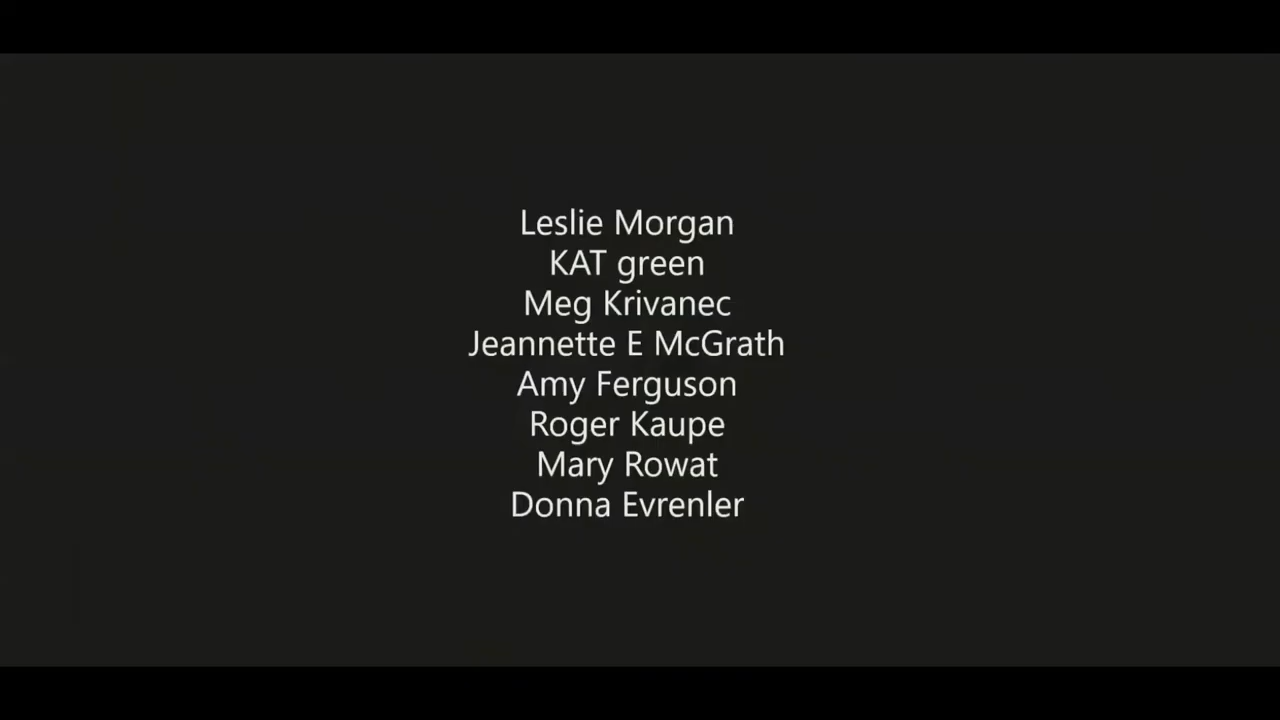 Leslie Morgan
KAT green
Meg Krivanec
Jeannette E McGrath
Amy Ferguson
Roger Kaupe
Mary Rowat
Donna Evrenler